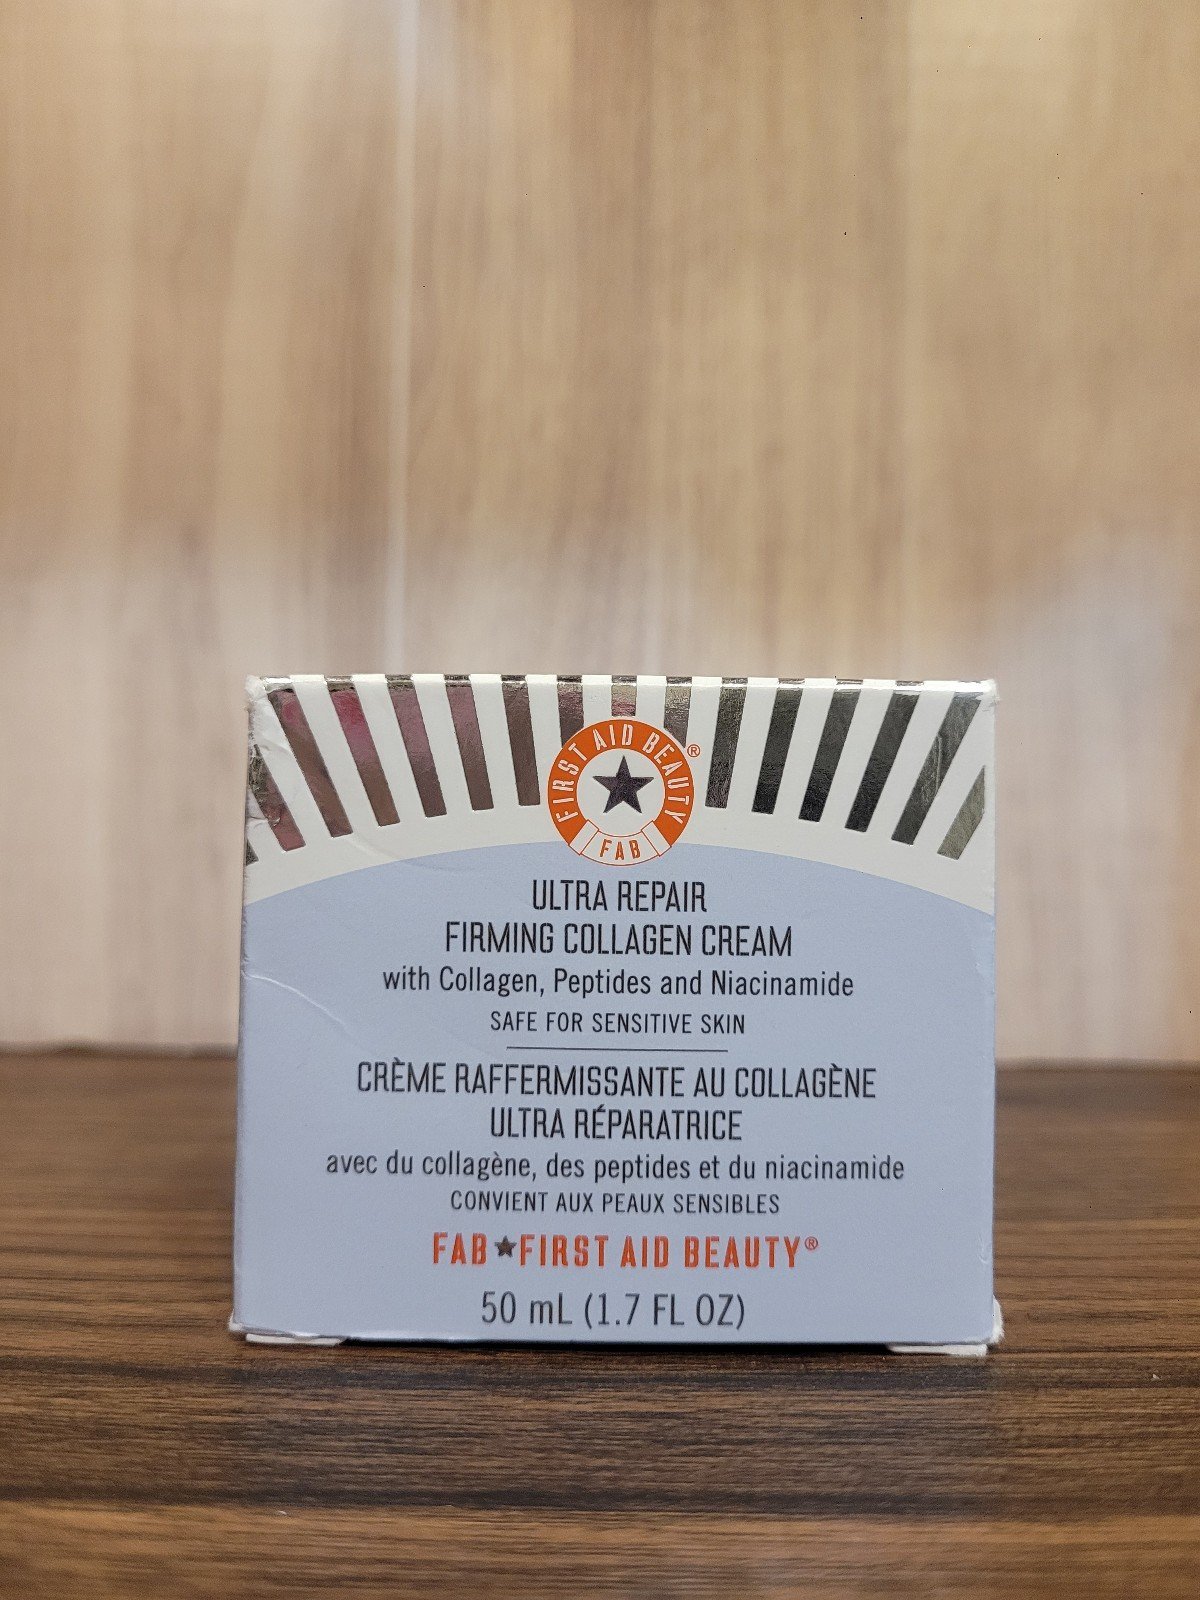 FIRST AID BEAUTY®
FAB
ULTRA REPAIR
FIRMING COLLAGEN CREAM
with Collagen, Peptides and Niacinamide
SAFE FOR SENSITIVE SKIN
CRÈME RAFFERMISSANTE AU COLLAGÈNE
ULTRA RÉPARATRICE
avec du collagène, des peptides et du niacinamide
CONVIENT AUX PEAUX SENSIBLES
FAB★FIRST AID BEAUTY®
50 mL (1.7 FL OZ)